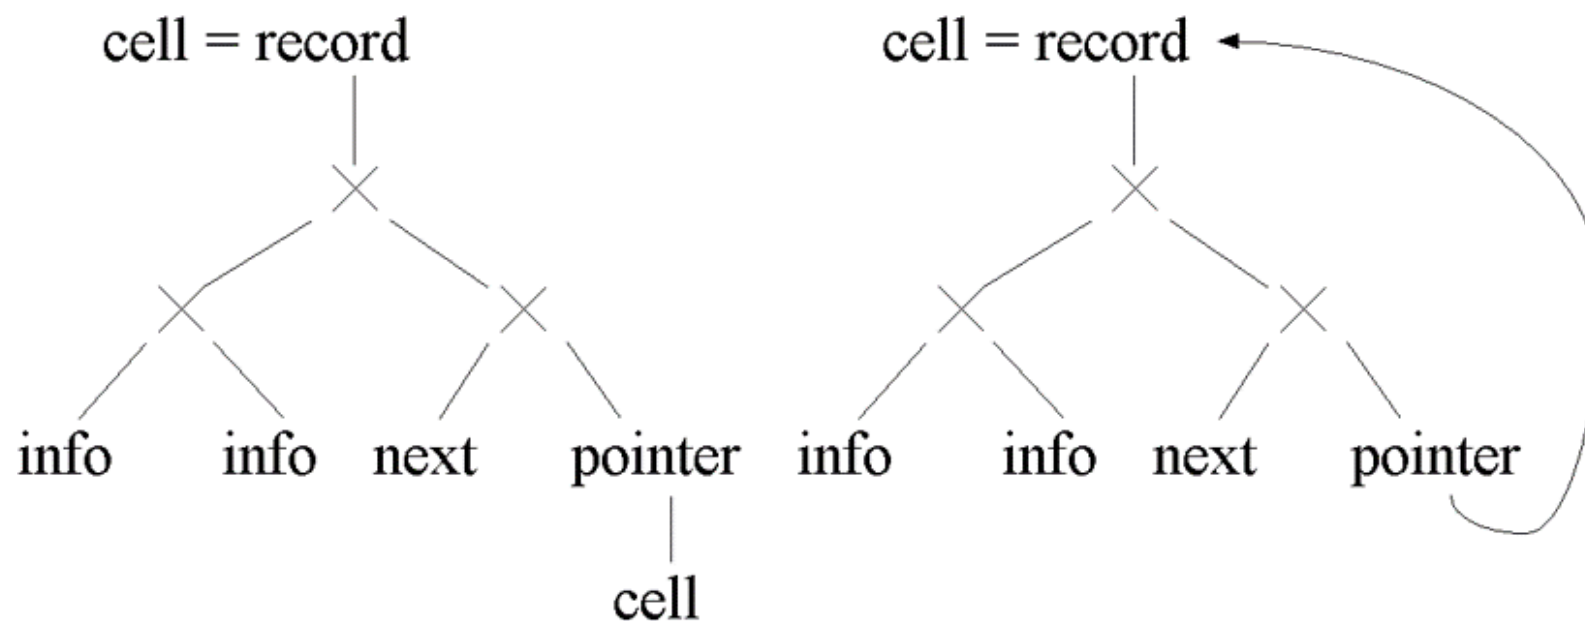 cell = record cell = record
info info next pointer info info next pointer
cell